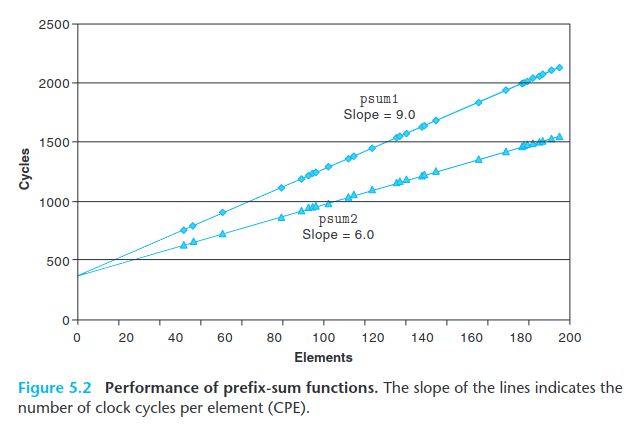 2500
2000
1500
1000
500
0
Cycles
psum1
Slope = 9.0
psum2
Slope = 6.0
0 20 40 60 80 100 120 140 160 180 200
Elements
Figure 5.2 Performance of prefix-sum functions. The slope of the lines indicates the
number of clock cycles per element (CPE).